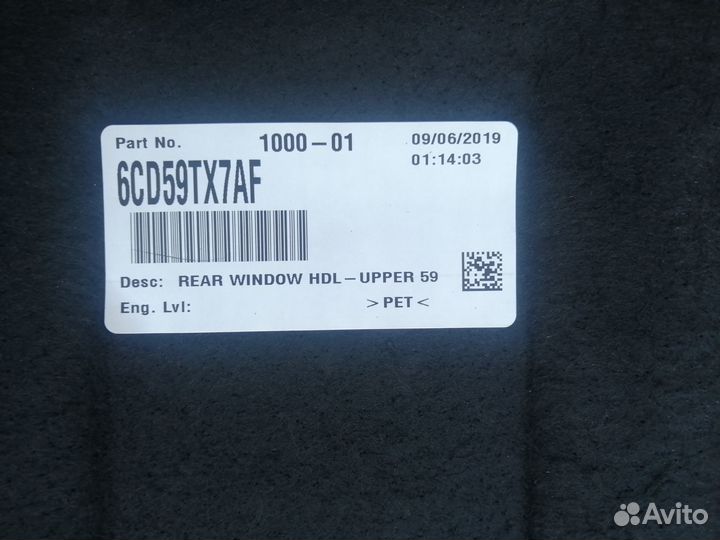 Part No. 1000-01 09/06/2019
01:14:03
6CD59TX7AF
Desc: REAR WINDOW HDL-UPPER 59
Eng. Lvl: >PET<
Avito